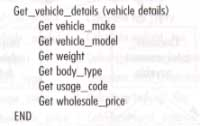 Get_vehicle_details (vehicle details)
Get vehicle_make
Get vehicle_model
Get weight
Get body_type
Get usage_code
Get wholesale_price
END